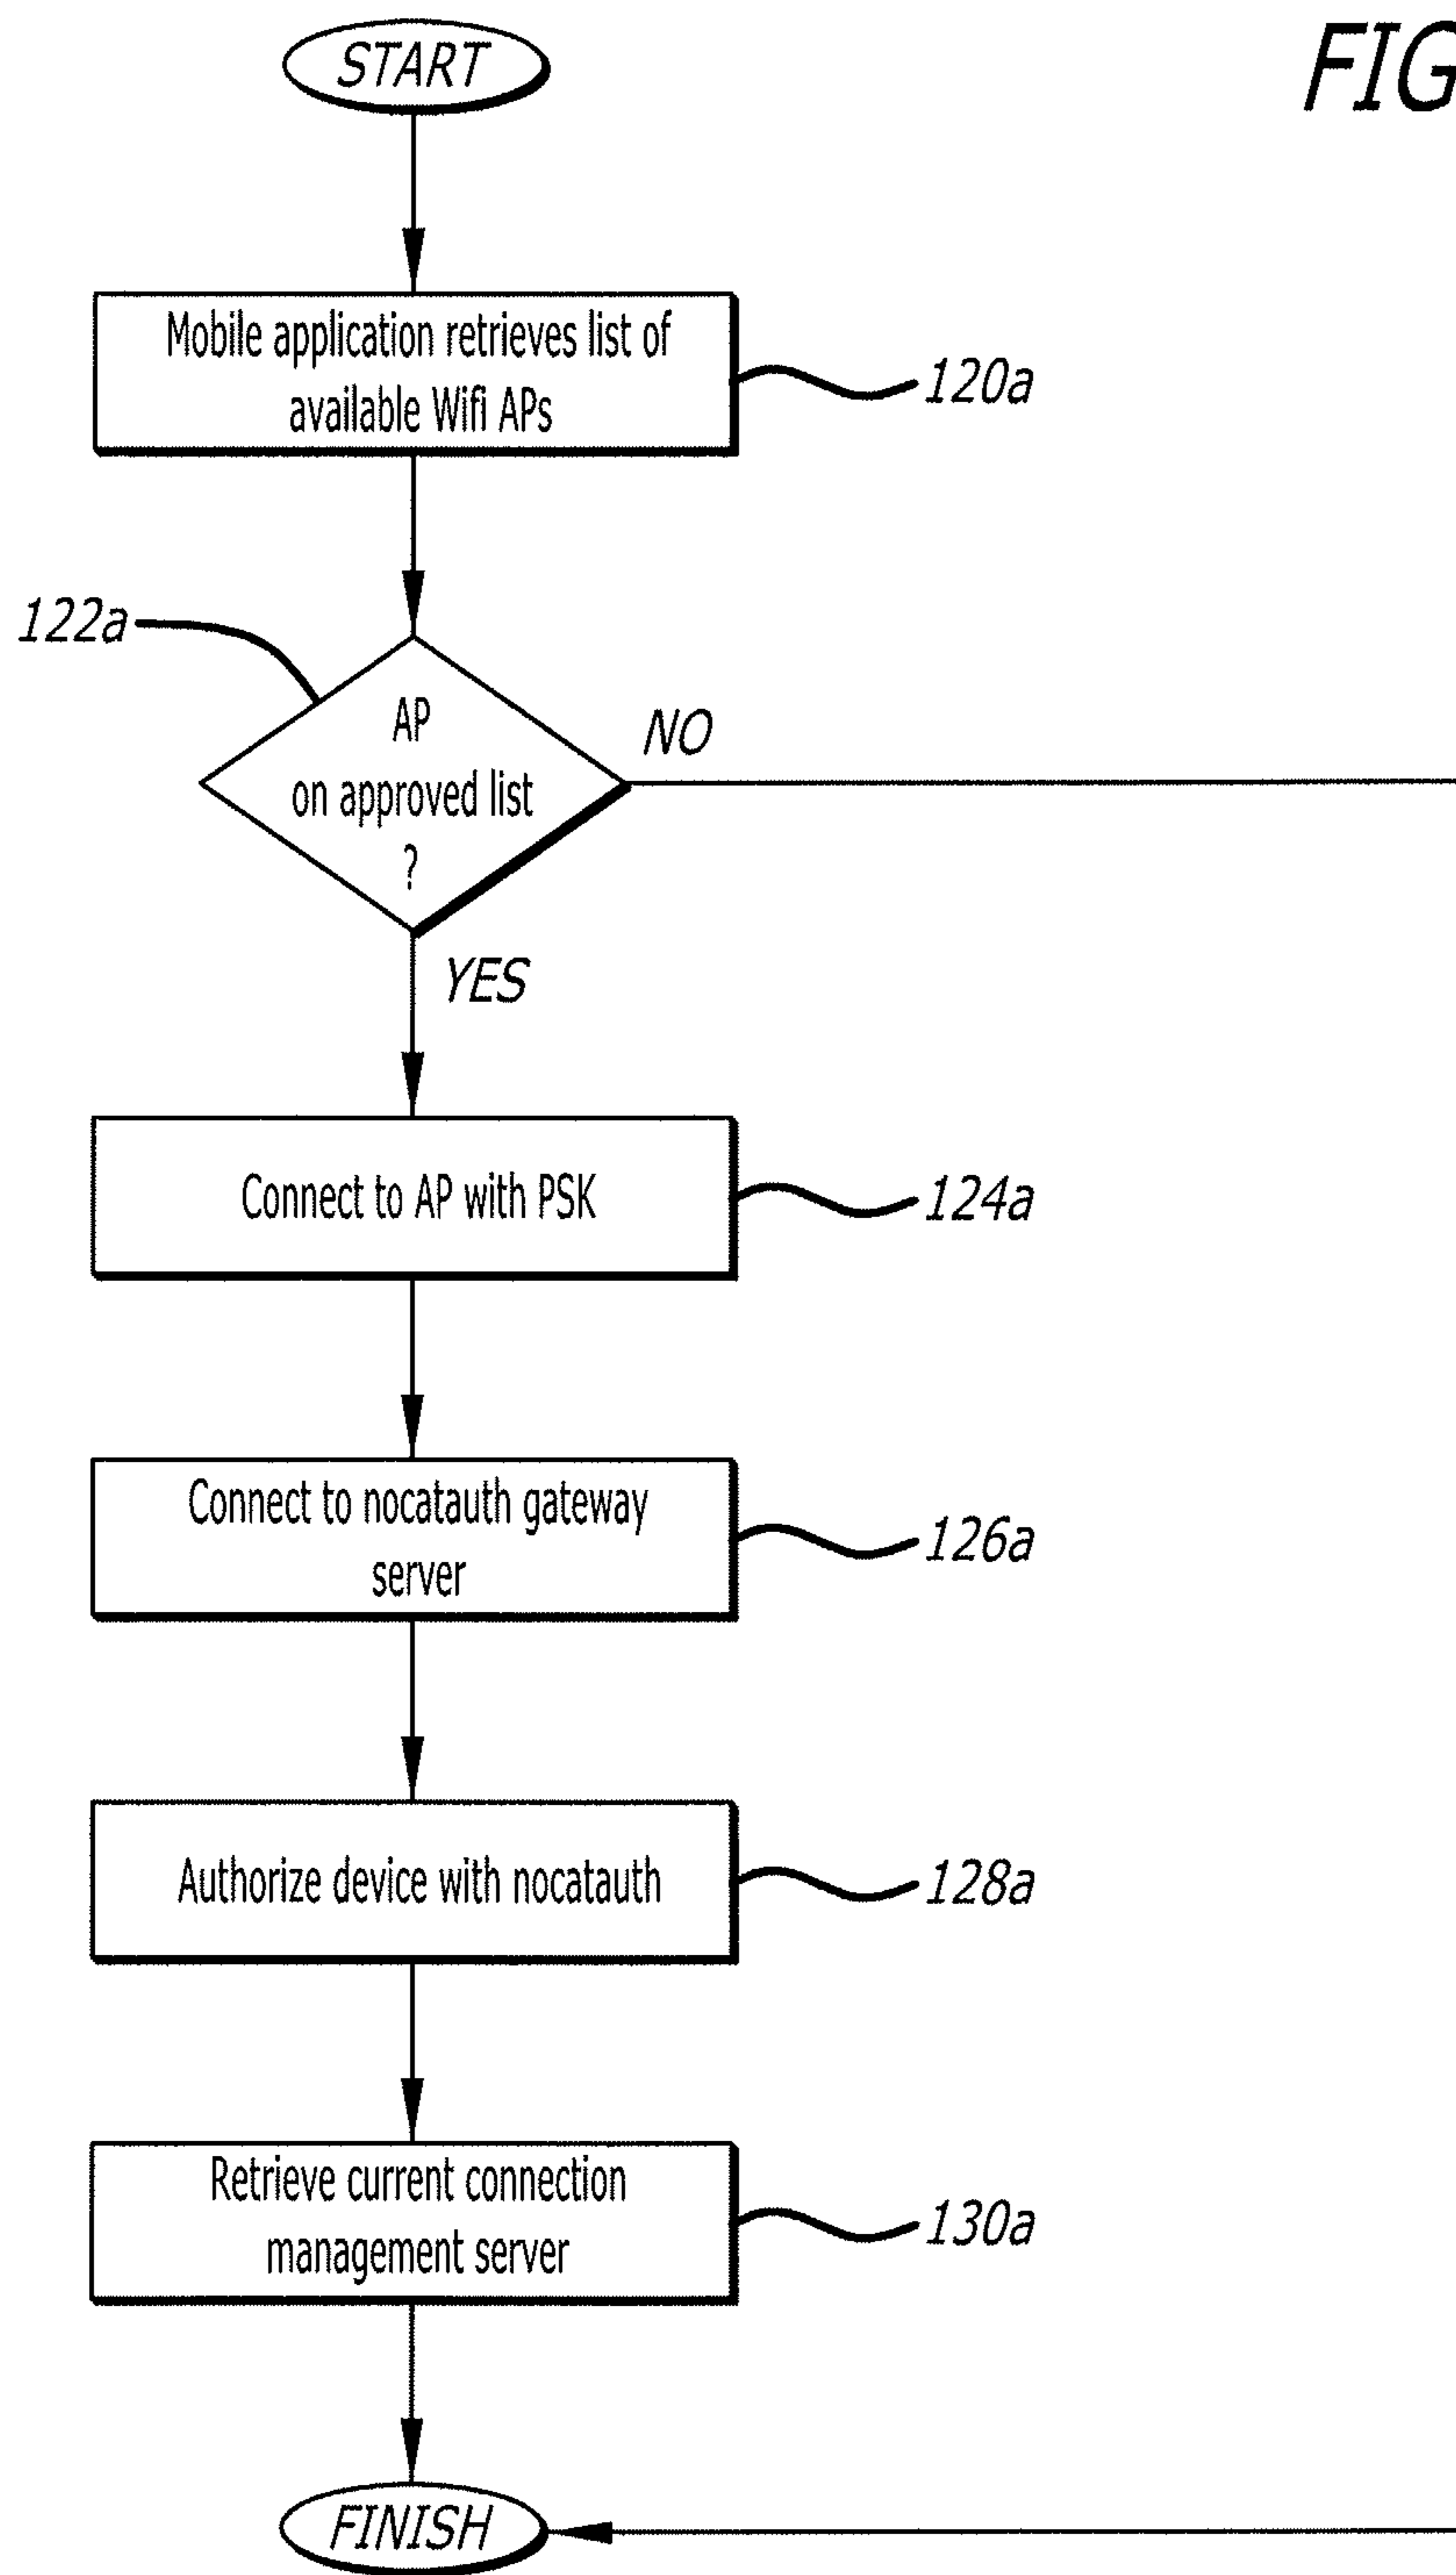 START
FIG
Mobile application retrieves list of
available Wifi APs
120a
122a
AP
on approved list
?
NO
YES
Connect to AP with PSK
124a
Connect to nocatauth gateway
server
126a
Authorize device with nocatauth
128a
Retrieve current connection
management server
130a
FINISH